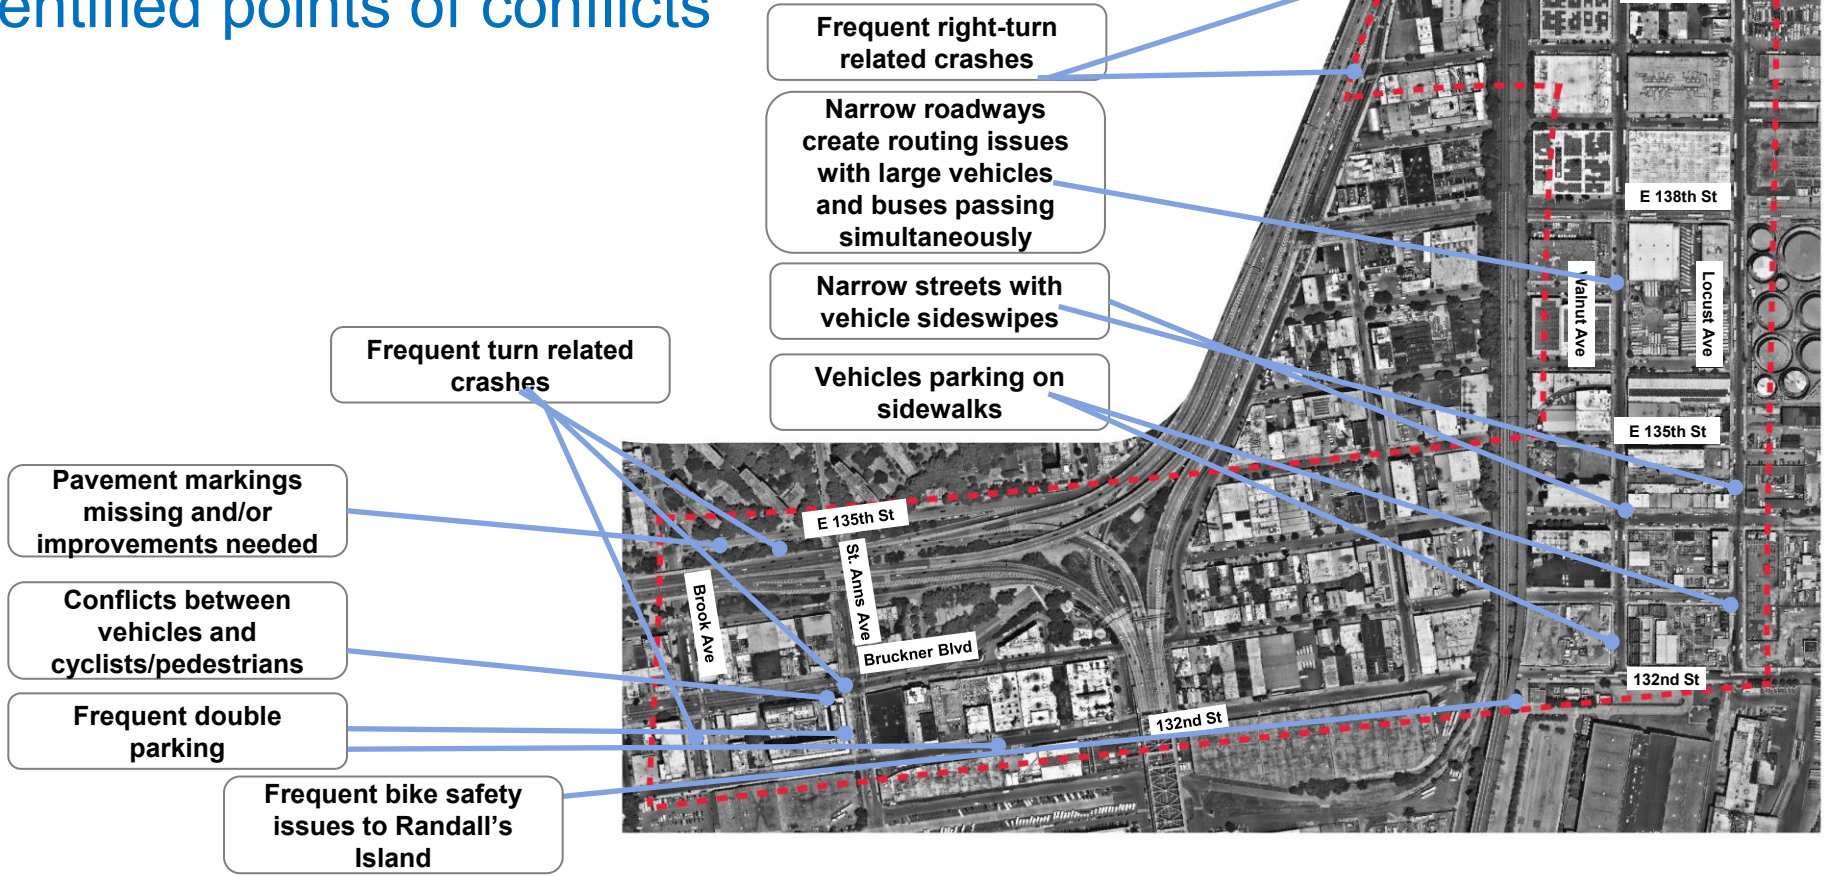 entified points of conflicts
Frequent right-turn
related crashes
Narrow roadways
create routing issues
with large vehicles
and buses passing
simultaneously
Narrow streets with
vehicle sideswipes
Vehicles parking on
sidewalks
Frequent turn related
crashes
Pavement markings
missing and/or
improvements needed
Conflicts between
vehicles and
cyclists/pedestrians
Frequent double
parking
Frequent bike safety
issues to Randall's
Island
E 138th St
Walnut Ave
Locust Ave
E 135th St
E 135th St
St. Anns Ave
Brook Ave
Bruckner Blvd
132nd St
132nd St